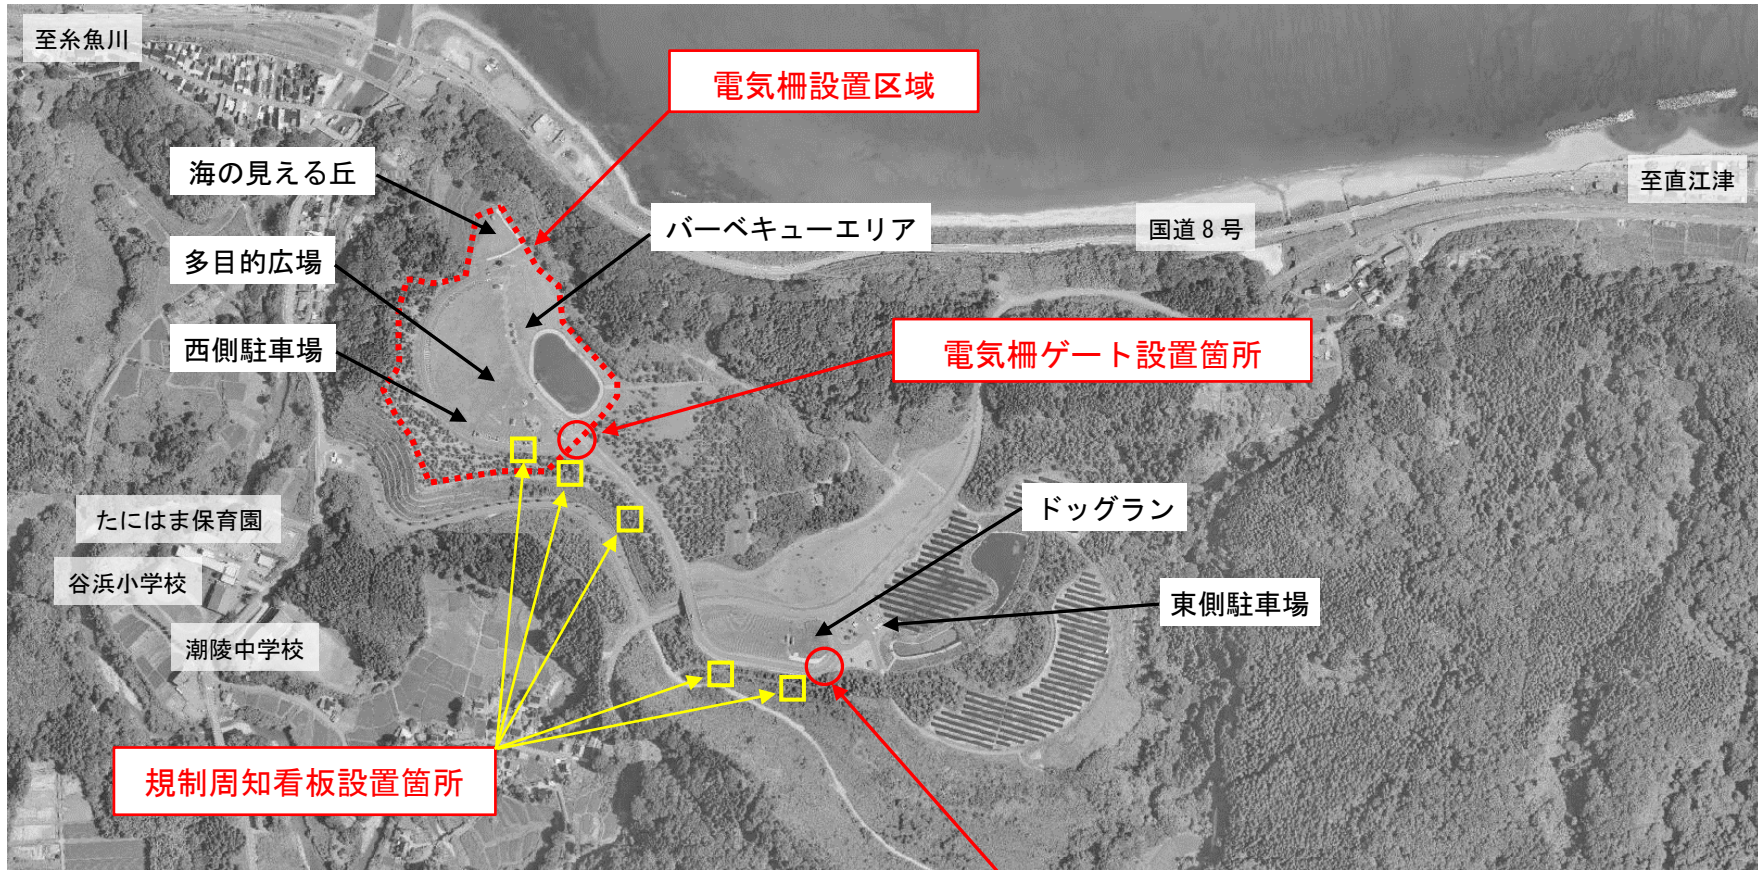 至糸魚川
電気柵設置区域
海の見える丘
至直江津
バーベキューエリア
国道8号
多目的広場
西側駐車場
電気柵ゲート設置箇所
ドッグラン
たにはま保育園
谷浜小学校
東側駐車場
潮陵中学校
規制周知看板設置箇所